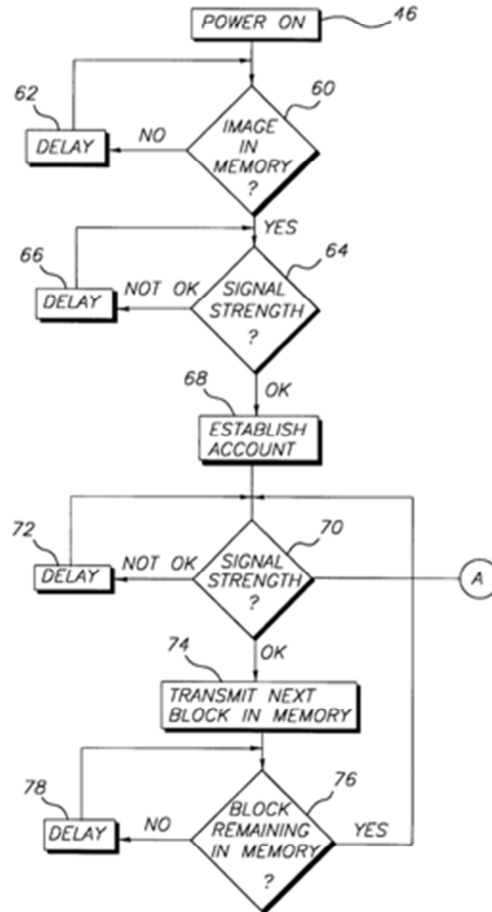 POWER ON
46
62
60
DELAY
NO
IMAGE
IN
MEMORY
?
YES
66
64
DELAY
NOT OK
SIGNAL
STRENGTH
?
OK
68
ESTABLISH
ACCOUNT
72
70
DELAY
NOT OK
SIGNAL
STRENGTH
?
A
OK
74
TRANSMIT NEXT
BLOCK IN MEMORY
78
76
DELAY
NO
BLOCK
REMAINING
IN MEMORY
?
YES